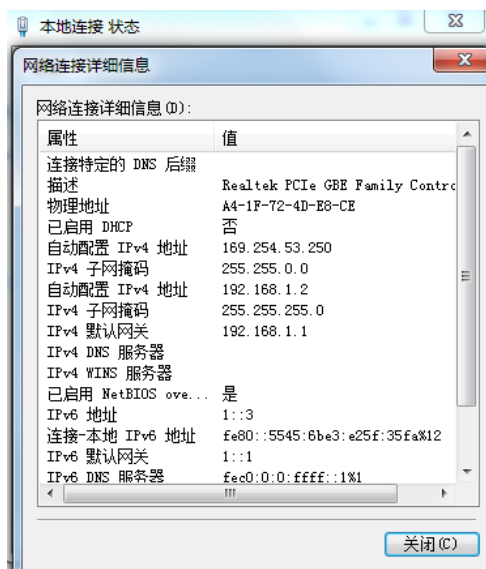 本地连接 状态
网络连接详细信息
网络连接详细信息(D):
属性 值
连接特定的 DNS 后缀
描述 Realtek PCIe GBE Family Contro
物理地址 A4-1F-72-4D-E8-CE
已启用 DHCP 否
自动配置 IPv4 地址 169.254.53.250
IPv4 子网掩码 255.255.0.0
自动配置 IPv4 地址 192.168.1.2
IPv4 子网掩码 255.255.255.0
IPv4 默认网关 192.168.1.1
IPv4 DNS 服务器
IPv4 WINS 服务器
已启用 NetBIOS ove... 是
IPv6 地址 1::3
连接-本地 IPv6 地址 fe80::5545:6be3:e25f:35fa%12
IPv6 默认网关 1::1
IPv6 DNS 服务器 fec0:0:0:ffff::1%1
关闭(C)